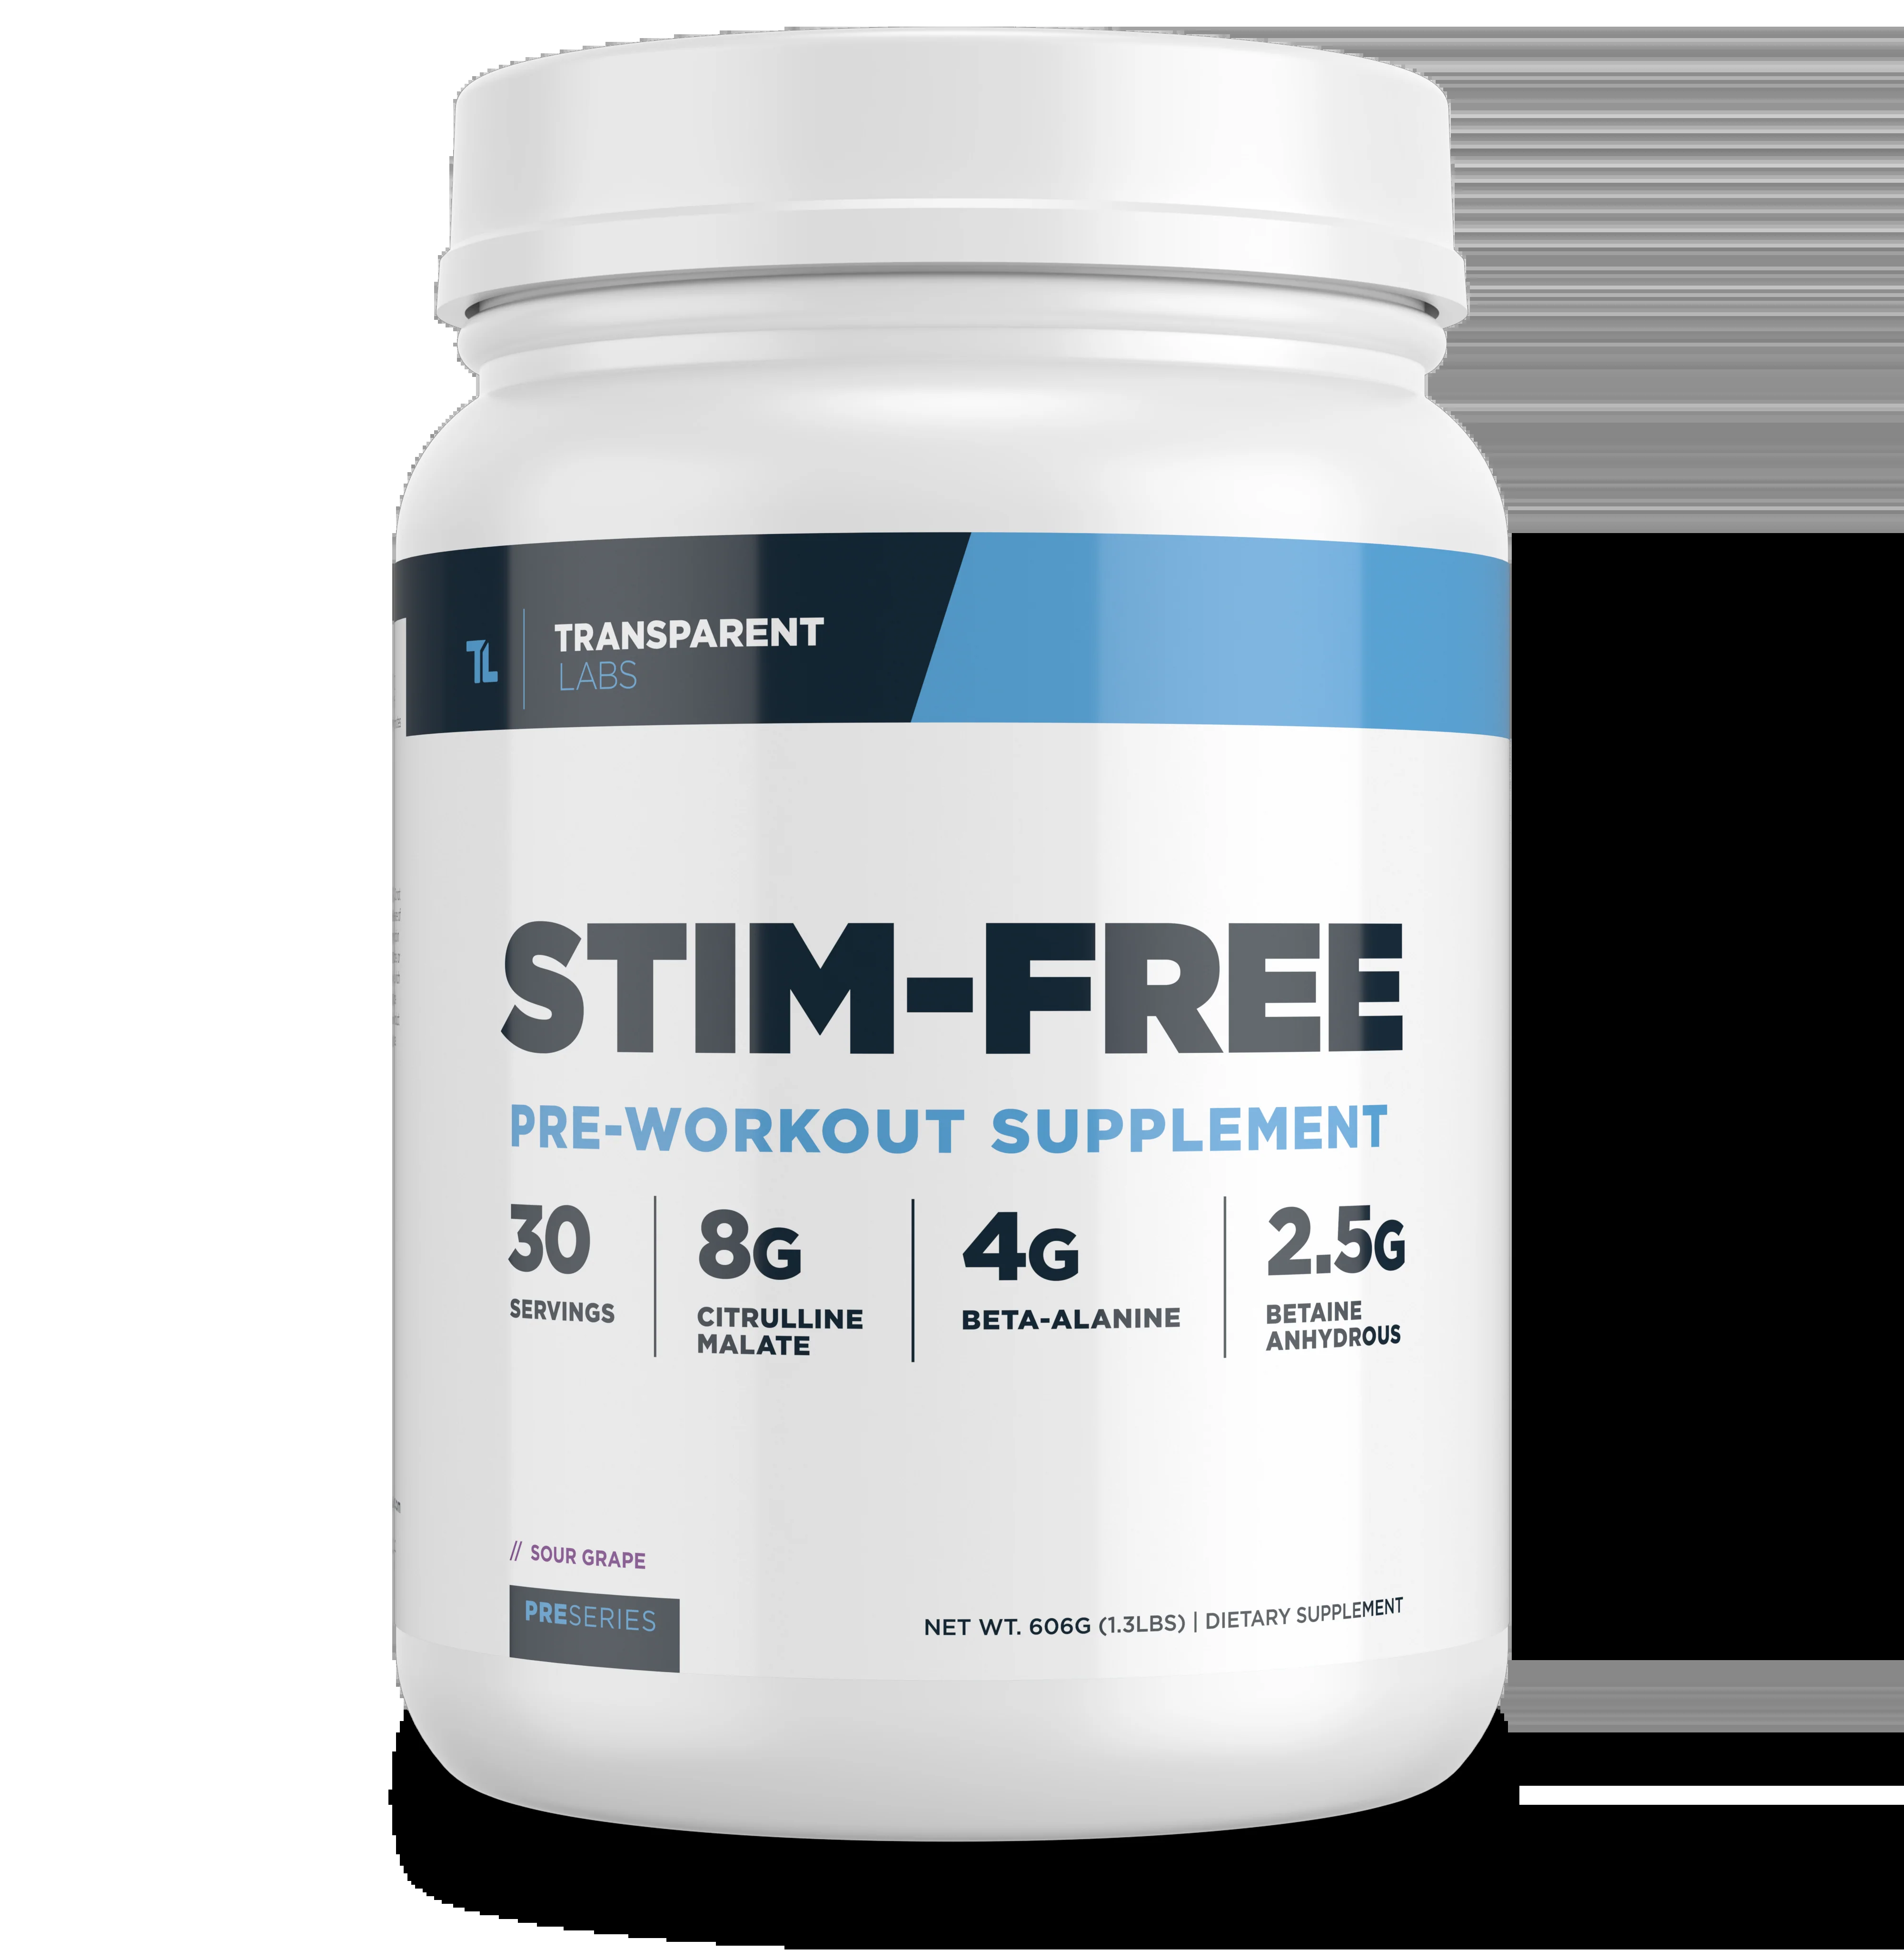 TL
TRANSPARENT
LABS
STIM-FREE
PRE-WORKOUT SUPPLEMENT
30
SERVINGS
8G
CITRULLINE
MALATE
4G
BETA-ALANINE
2.5G
BETAINE
ANHYDROUS
// SOUR GRAPE
PRESERIES
NET WT. 606G (1.3LBS) | DIETARY SUPPLEMENT